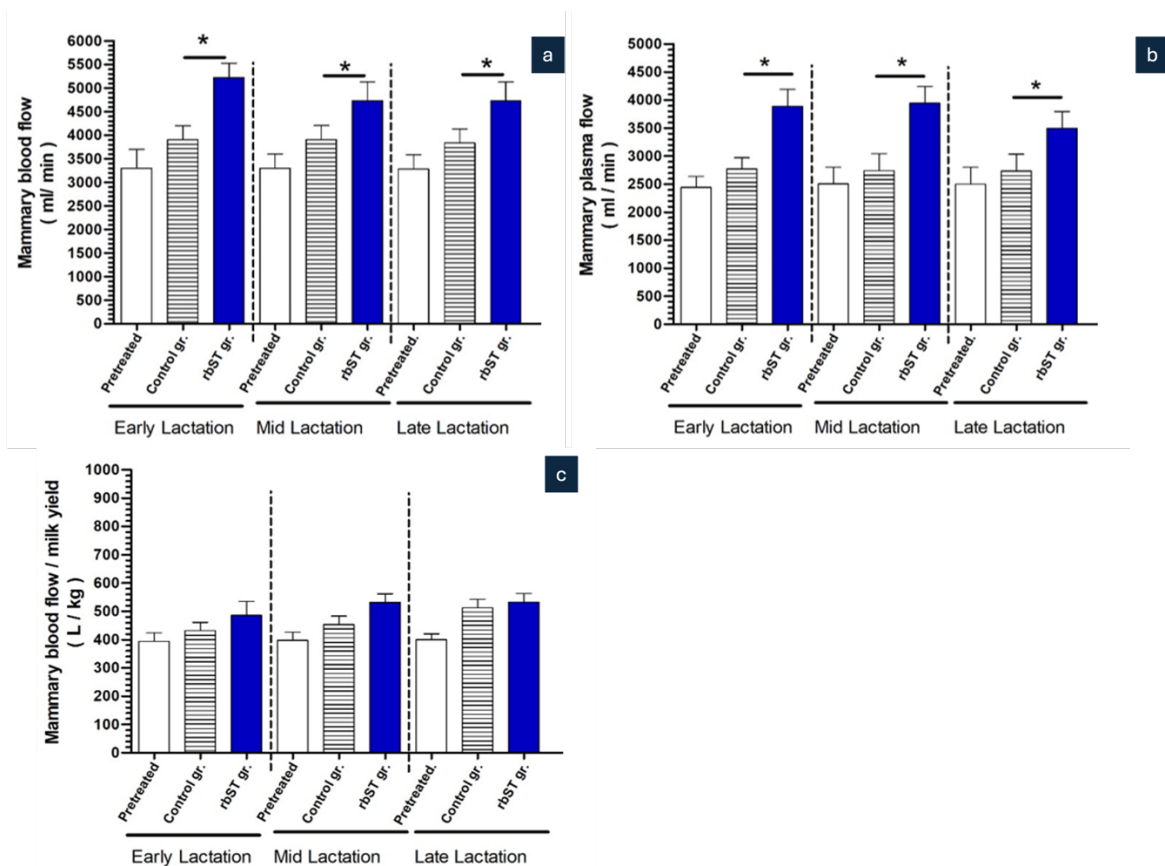 a
Mammary blood flow
( ml/ min )
6000
5500
5000
4500
4000
3500
3000
2500
2000
1500
1000
500
0
* * *
Pretreated Control gr. rbST gr. Pretreated Control gr. rbST gr. Pretreated Control gr. rbST gr.
Early Lactation Mid Lactation Late Lactation
b
Mammary plasma flow
( ml / min )
5000
4500
4000
3500
3000
2500
2000
1500
1000
500
0
* * *
Pretreated Control gr. rbST gr. Pretreated Control gr. rbST gr. Pretreated. Control gr. rbST gr.
Early Lactation Mid Lactation Late Lactation
c
Mammary blood flow / milk yield
( L / kg )
1000
900
800
700
600
500
400
300
200
100
0
Pretreated Control gr. rbST gr. Pretreated Control gr. rbST gr. Pretreated. Control gr. rbST gr.
Early Lactation Mid Lactation Late Lactation